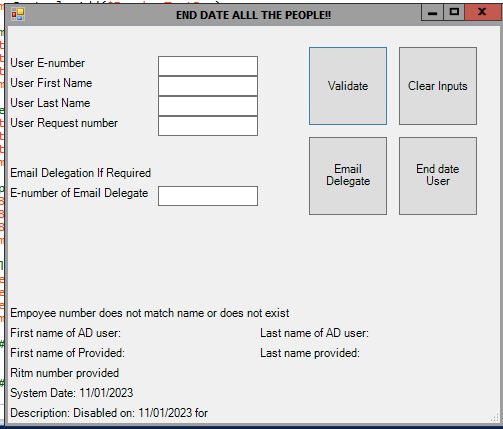 END DATE ALLL THE PEOPLE!!
User E-number
User First Name
User Last Name
User Request number
Validate
Clear Inputs
Email Delegation If Required
E-number of Email Delegate
Email
Delegate
End date
User
Empoyee number does not match name or does not exist
First name of AD user:
Last name of AD user:
First name of Provided:
Last name provided:
Ritm number provided
System Date: 11/01/2023
Description: Disabled on: 11/01/2023 for